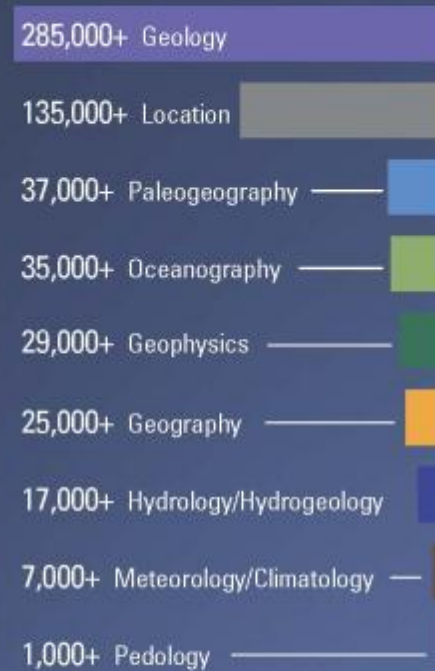 285,000+ Geology
135,000+ Location
37,000+ Paleogeography
35,000+ Oceanography
29,000+ Geophysics
25,000+ Geography
17,000+ Hydrology/Hydrogeology
7,000+ Meteorology/Climatology
1,000+ Pedology